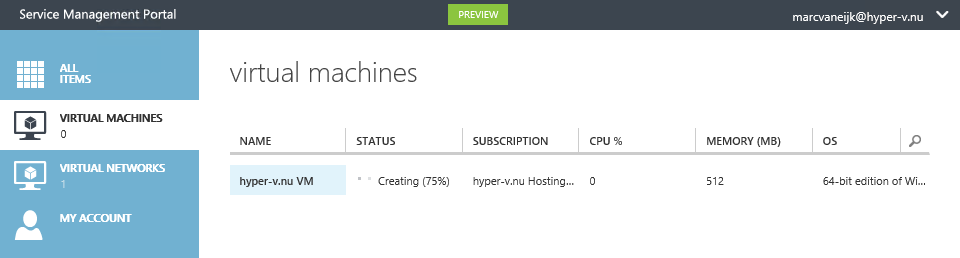 Service Management Portal
PREVIEW
marcvaneijk@hyper-v.nu
ALL
ITEMS
VIRTUAL MACHINES
0
VIRTUAL NETWORKS
1
MY ACCOUNT
virtual machines
NAME STATUS SUBSCRIPTION CPU % MEMORY (MB) OS
hyper-v.nu VM Creating (75%) hyper-v.nu Hosting... 0 512 64-bit edition of Wi...